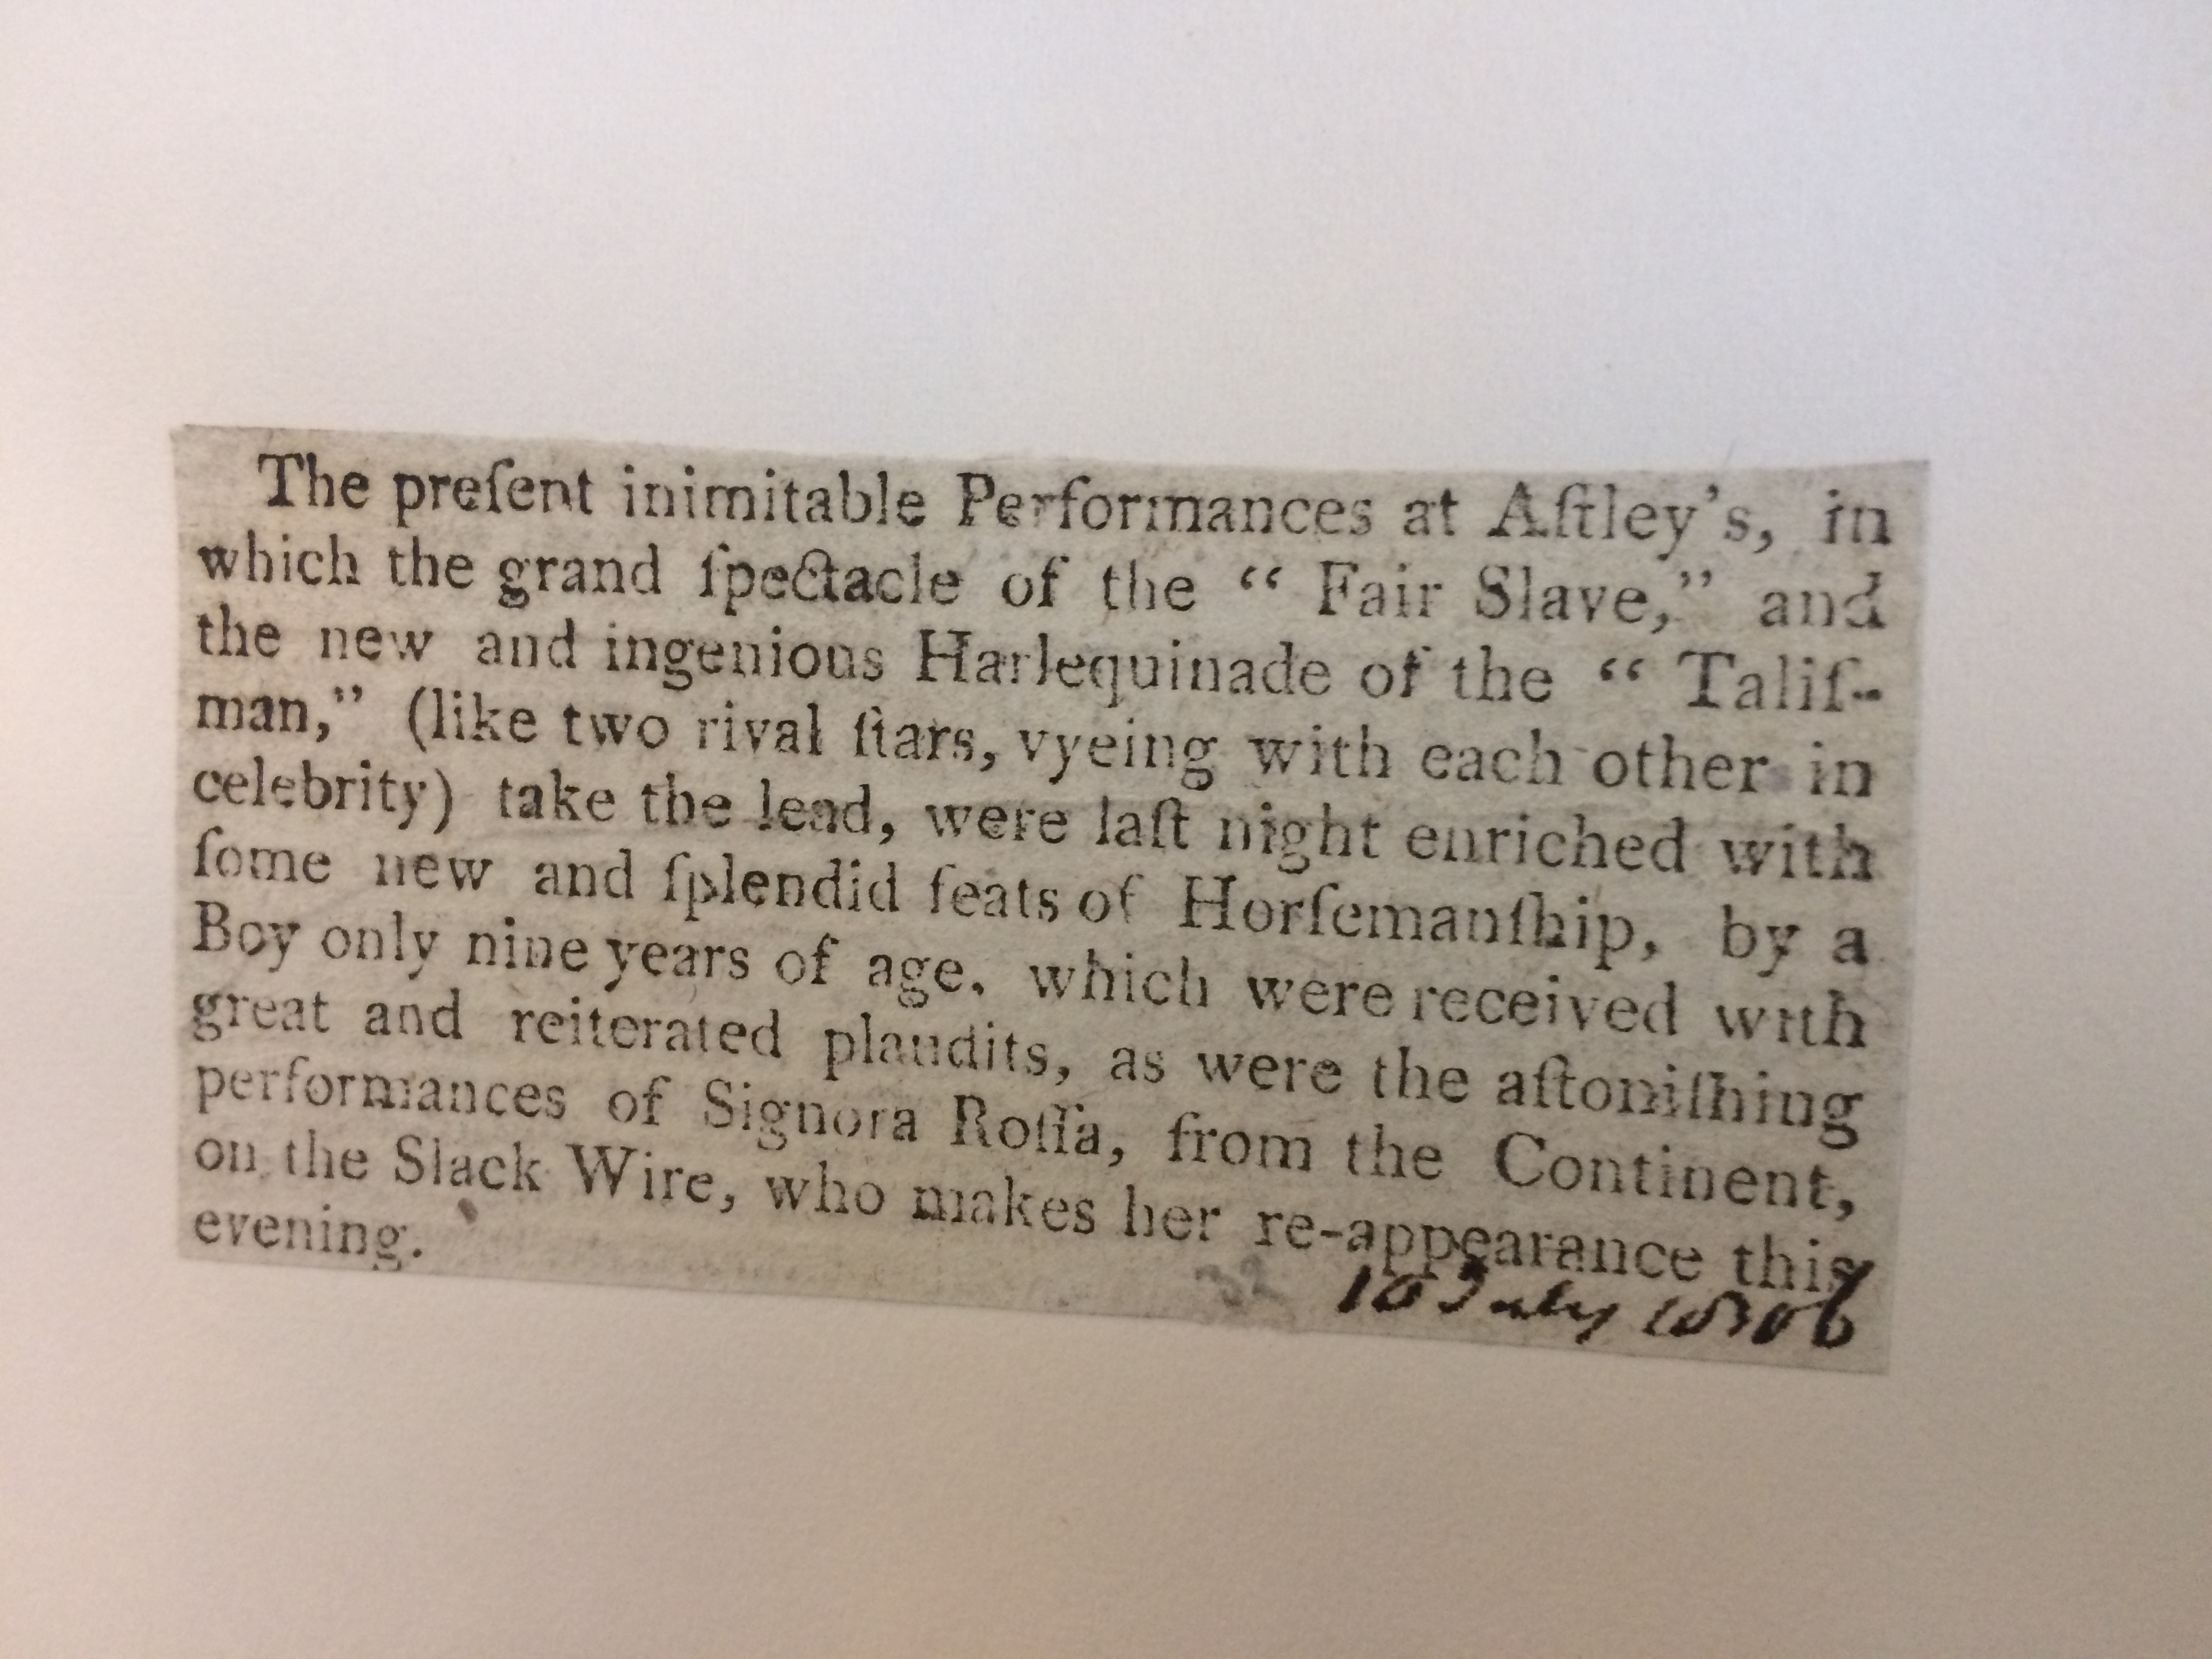 The preſent inimitable Performances at Aſtley's, in
which the grand ſpectacle of the “ Fair Slave,” and
the new and ingenious Harlequinade of the “ Taliſ-
man,” (like two rival ſtars, vyeing with each other in
celebrity) take the lead, were laſt night enriched with
ſome new and ſplendid feats of Horſemanſhip, by a
Boy only nine years of age, which were received with
great and reiterated plaudits, as were the aſtoniſhing
performances of Signora Roſſa, from the Continent,
on the Slack Wire, who makes her re-appearance this
evening.
32
10 July 1806